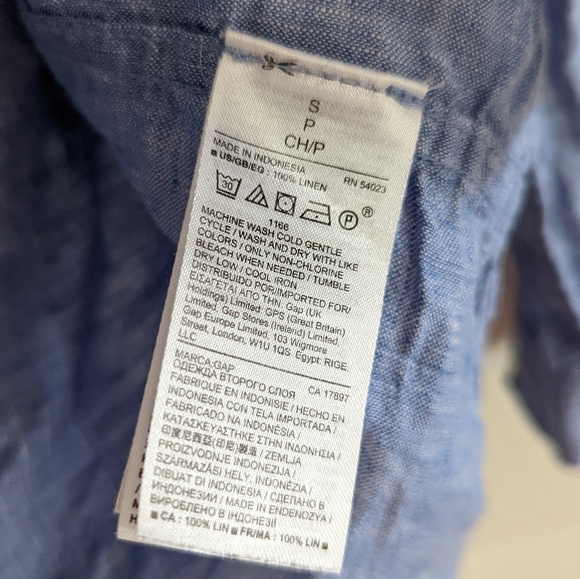 S
P
CH/P
MADE IN INDONESIA RN 54023
■ US/GB/EG : 100% LINEN
30 P ®
1166
MACHINE WASH COLD GENTLE
CYCLE / WASH AND DRY WITH LIKE
COLORS / ONLY NON-CHLORINE
BLEACH WHEN NEEDED / TUMBLE
DRY LOW / COOL IRON
DISTRIBUIDO POR/IMPORTED FOR/
ΕΙΣΑΓΕΤΑΙ ΑΠΟ ΤΗΝ. Gap (UK
Holdings) Limited: GPS (Great Britain)
Limited, Gap Stores (Ireland) Limited,
Gap Europe Limited, 103 Wigmore
Street, London, W1U 1QS. Egypt: RIGE
LLC
MARCA:GAP CA 17897
ОДЕЖДА ВТОРОГО СЛОЯ
FABRIQUE EN INDONISIE / HECHO EN
INDONESIA CON TELA IMPORTADA /
FABRICADO NA INDONÉSIA /
ΚΑΤΑΣΚΕΥΑΣΤΗΚΕ ΣΤΗΝ ΙΝΔΟΝΗΣΙΑ /
印度尼西亞(印尼)製造 / ZEMLJA
PROIZVODNJE INDONEZIJA /
SZÁRMAZÁSI HELY, INDONÉZIA /
DIBUAT DI INDONESIA / СДЕЛАНО В
ИНДОНЕЗИИ / MADE IN ENDONEZYA /
ВИРОБЛЕНО В ІНДОНЕЗІЇ
■ CA : 100% LIN ■ FR/MA : 100% LIN ■